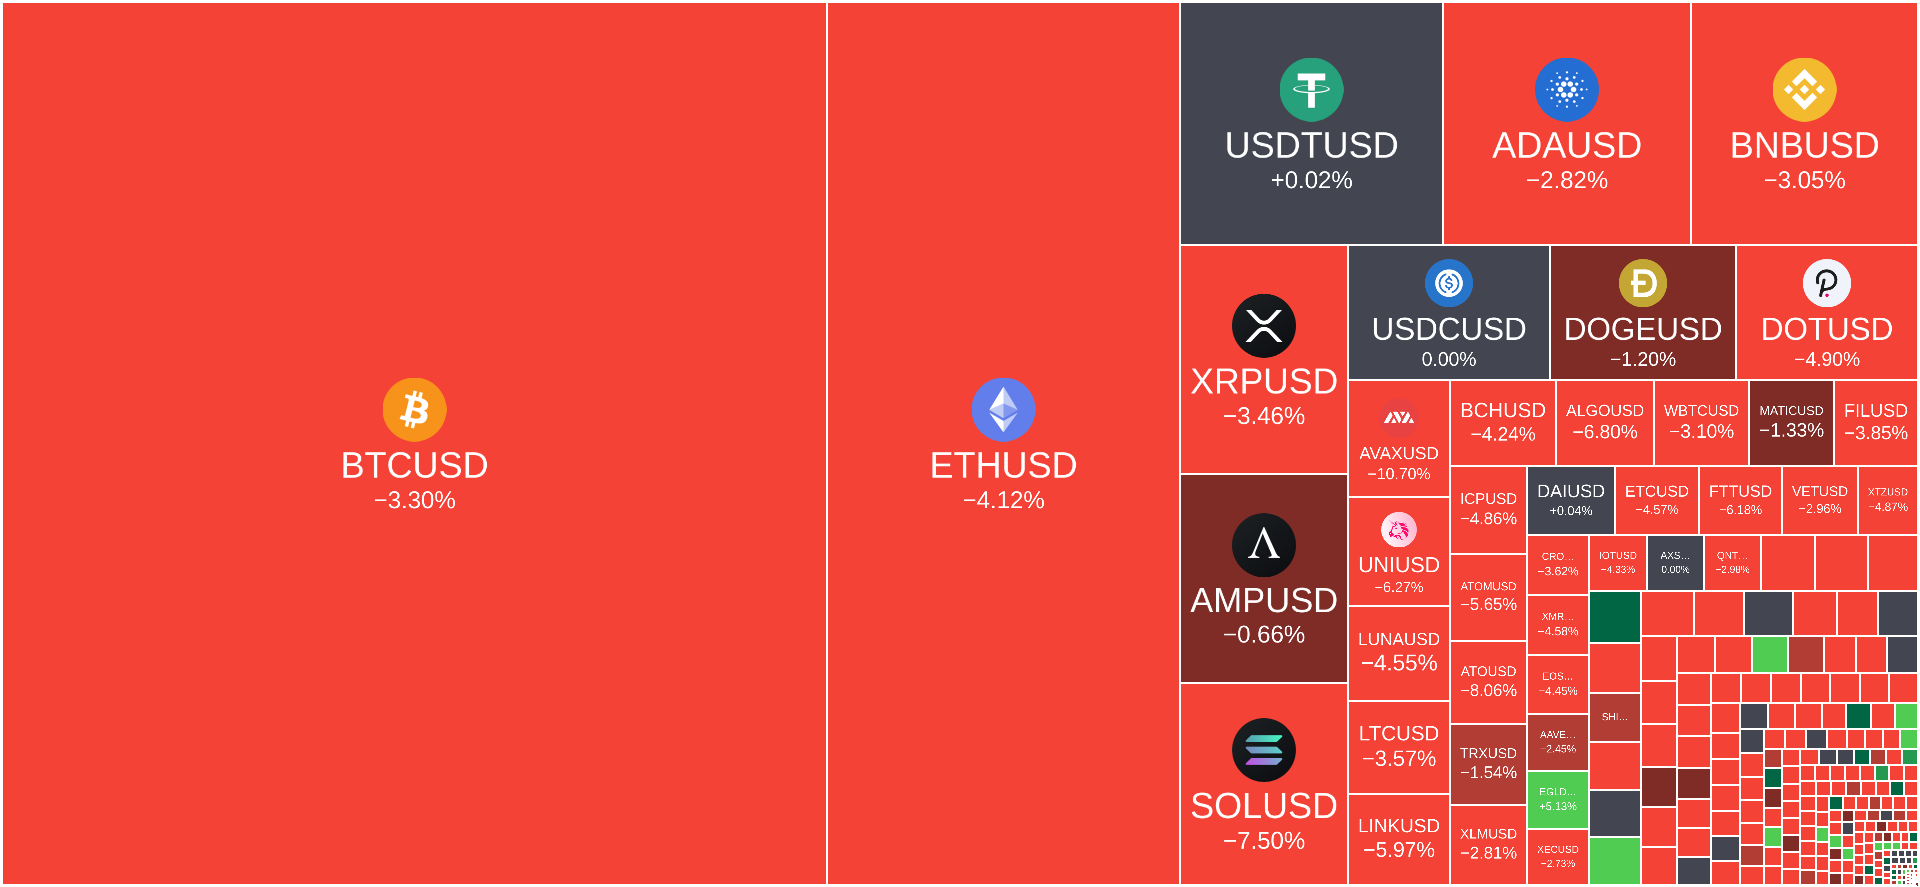 BTCUSD
−3.30%
ETHUSD
−4.12%
USDTUSD
+0.02%
ADAUSD
−2.82%
BNBUSD
−3.05%
XRPUSD
−3.46%
AMPUSD
−0.66%
SOLUSD
−7.50%
USDCUSD
0.00%
DOGEUSD
−1.20%
DOTUSD
−4.90%
AVAXUSD
−10.70%
UNIUSD
−6.27%
LUNAUSD
−4.55%
LTCUSD
−3.57%
LINKUSD
−5.97%
BCHUSD
−4.24%
ALGOUSD
−6.80%
WBTCUSD
−3.10%
MATICUSD
−1.33%
FILUSD
−3.85%
ICPUSD
−4.86%
ATOMUSD
−5.65%
ATOUSD
−8.06%
TRXUSD
−1.54%
XLMUSD
−2.81%
DAIUSD
+0.04%
ETCUSD
−4.57%
FTTUSD
−6.18%
VETUSD
−2.96%
XTZUSD
−4.87%
CRO...
−3.62%
XMR...
−4.58%
EOS...
−4.45%
AAVE...
−2.45%
EGLD...
+5.13%
XECUSD
−2.73%
IOTUSD
−4.33%
AXS...
0.00%
QNT...
−2.98%
SHI...